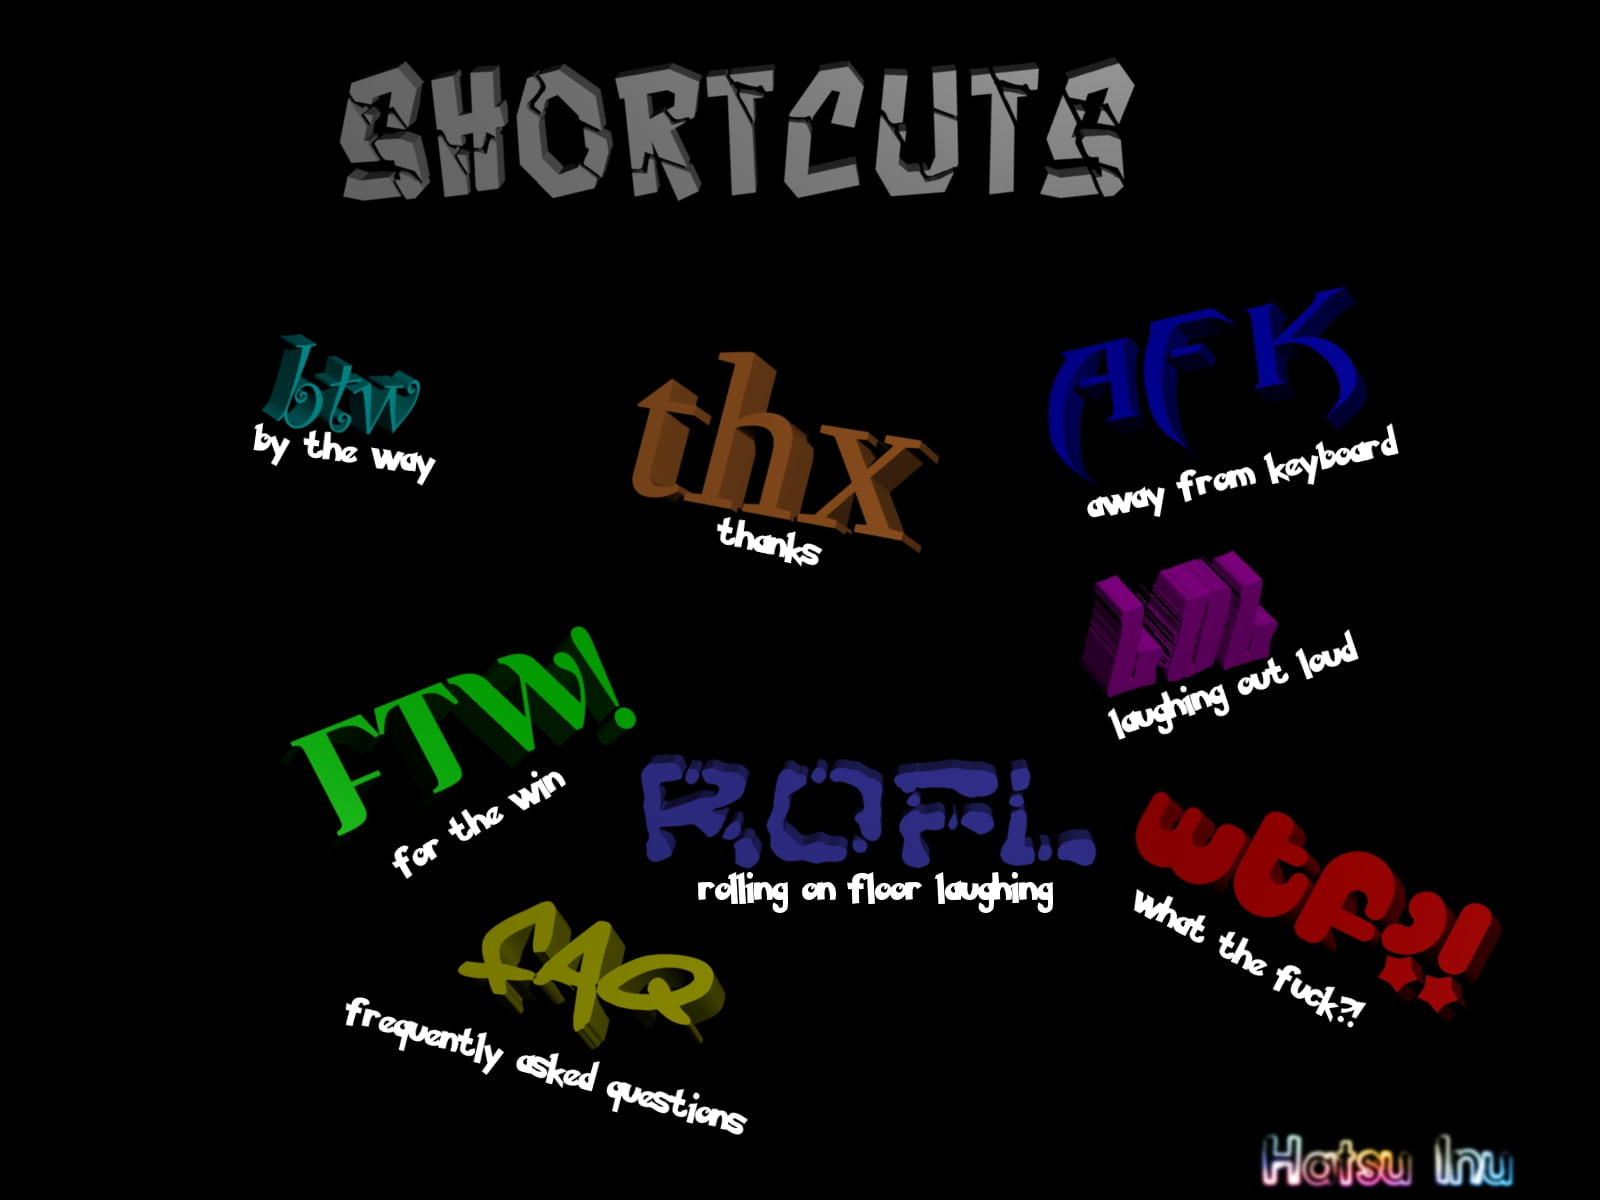 SHORTCUTS
btw
by the way
thx
thanks
AFK
away from keyboard
LOL
laughing out loud
FTW!
for the win
ROFL
rolling on floor laughing
wtf?!
what the fuck?!
FAQ
frequently asked questions
Hatsu Inu